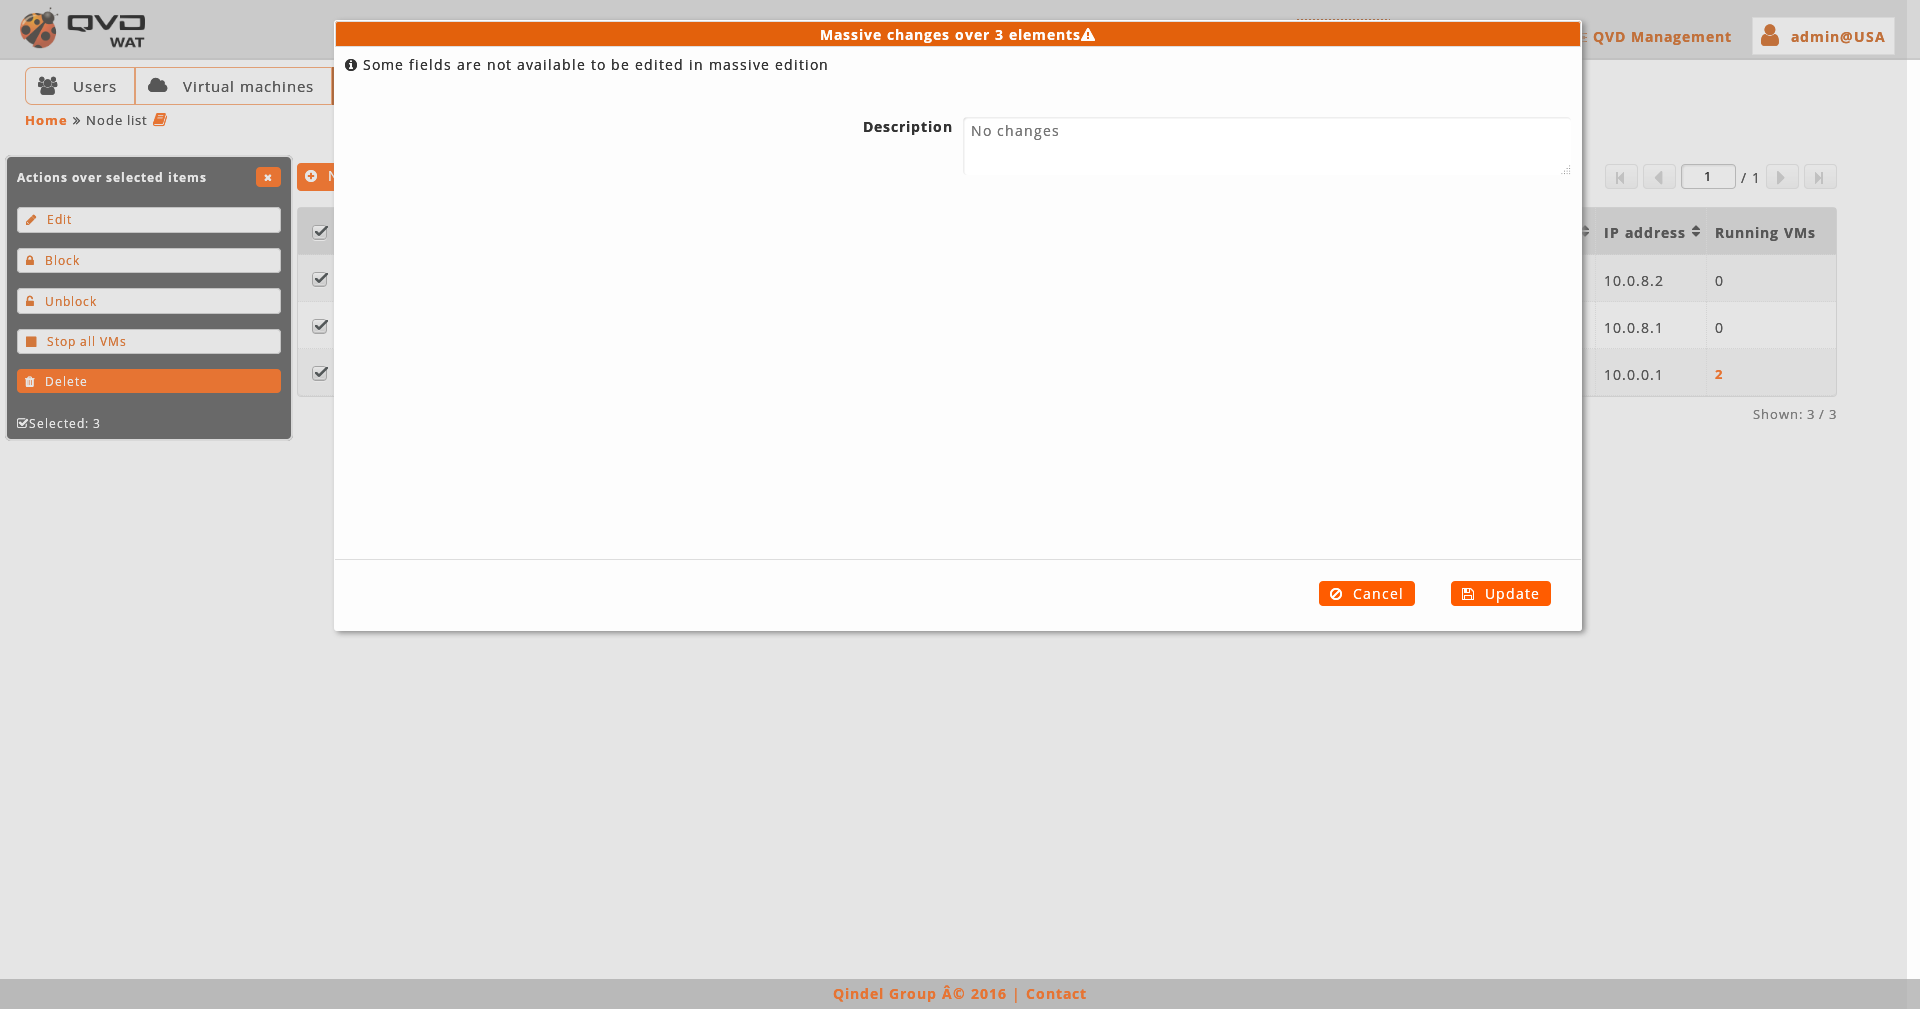 QVD
WAT
QVD Management
admin@USA
Users
Virtual machines
Home » Node list
Massive changes over 3 elements
Some fields are not available to be edited in massive edition
Description
No changes
Cancel
Update
Actions over selected items
Edit
Block
Unblock
Stop all VMs
Delete
Selected: 3
1 / 1
IP address
Running VMs
10.0.8.2
0
10.0.8.1
0
10.0.0.1
2
Shown: 3 / 3
Qindel Group Â© 2016 | Contact